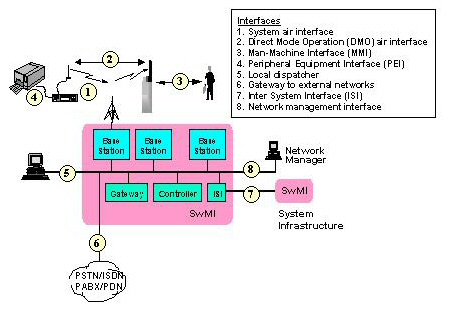 Interfaces
1. System air interface
2. Direct Mode Operation (DMO) air interface
3. Man-Machine Interface (MMI)
4. Peripheral Equipment Interface (PEI)
5. Local dispatcher
6. Gateway to external networks
7. Inter System Interface (ISI)
8. Network management interface
2
4
1
3
Base
Station
Base
Station
Base
Station
Network
Manager
5
8
Gateway
Controller
ISI
7
SwMI
SwMI
System
Infrastructure
6
PSTN/ISDN
PABX/PDN